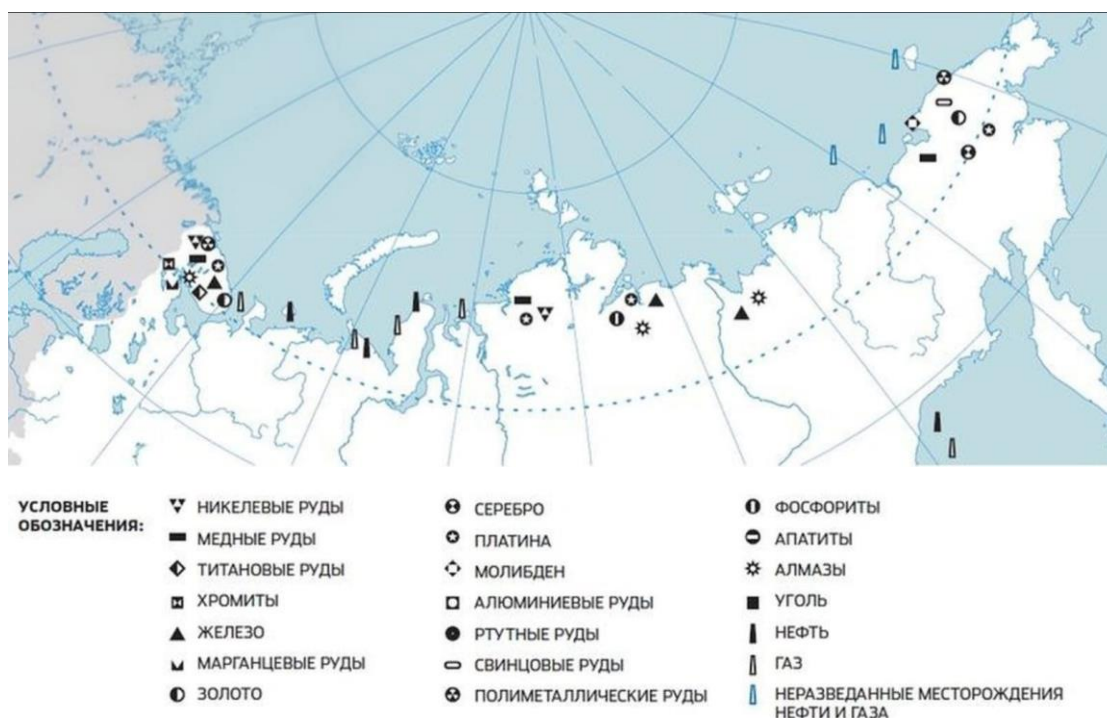 УСЛОВНЫЕ
ОБОЗНАЧЕНИЯ:
НИКЕЛЕВЫЕ РУДЫ
МЕДНЫЕ РУДЫ
ТИТАНОВЫЕ РУДЫ
ХРОМИТЫ
ЖЕЛЕЗО
МАРГАНЦЕВЫЕ РУДЫ
ЗОЛОТО
СЕРЕБРО
ПЛАТИНА
МОЛИБДЕН
АЛЮМИНИЕВЫЕ РУДЫ
РТУТНЫЕ РУДЫ
СВИНЦОВЫЕ РУДЫ
ПОЛИМЕТАЛЛИЧЕСКИЕ РУДЫ
ФОСФОРИТЫ
АПАТИТЫ
АЛМАЗЫ
УГОЛЬ
НЕФТЬ
ГАЗ
НЕРАЗВЕДАННЫЕ МЕСТОРОЖДЕНИЯ
НЕФТИ И ГАЗА